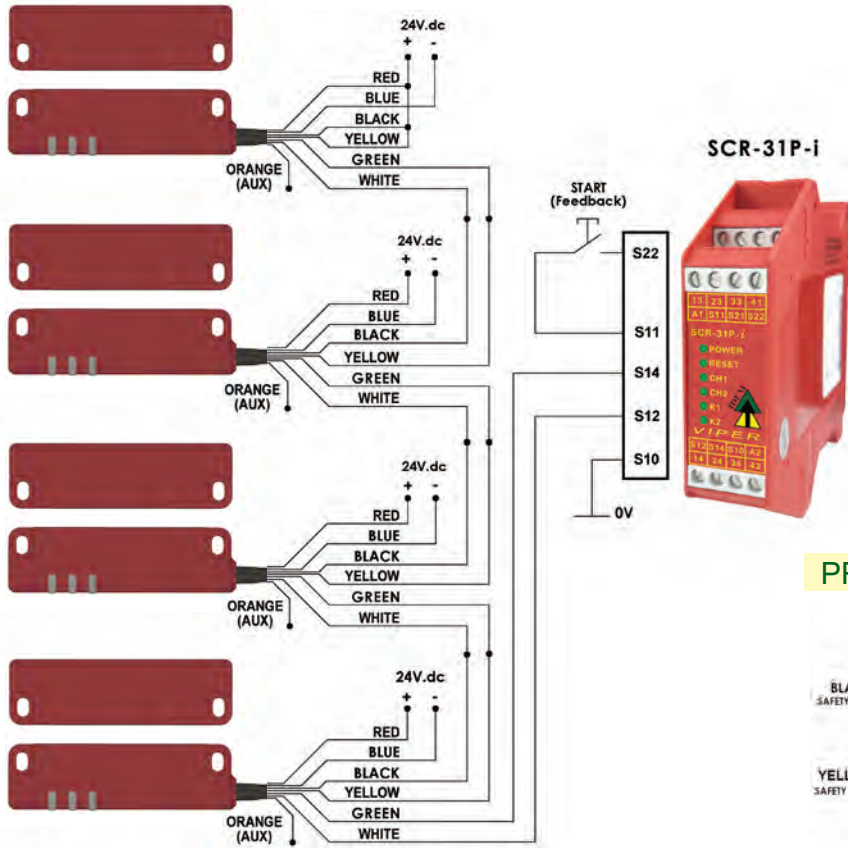 24V.dc
+ -
RED
BLUE
BLACK
YELLOW
GREEN
WHITE
ORANGE
(AUX)
24V.dc
+ -
RED
BLUE
BLACK
YELLOW
GREEN
WHITE
ORANGE
(AUX)
24V.dc
+ -
RED
BLUE
BLACK
YELLOW
GREEN
WHITE
ORANGE
(AUX)
24V.dc
+ -
RED
BLUE
BLACK
YELLOW
GREEN
WHITE
ORANGE
(AUX)
START
(Feedback)
S22
S11
S14
S12
S10
0V
SCR-31P-i
13 23 33 41
A1 S11 S21 S22
SCR-31P-i
POWER
RESET
CH1
CH2
K1
K2
VIPER
S12 S14 S10 A2
14 24 34 42
SAFETY
SAFETY